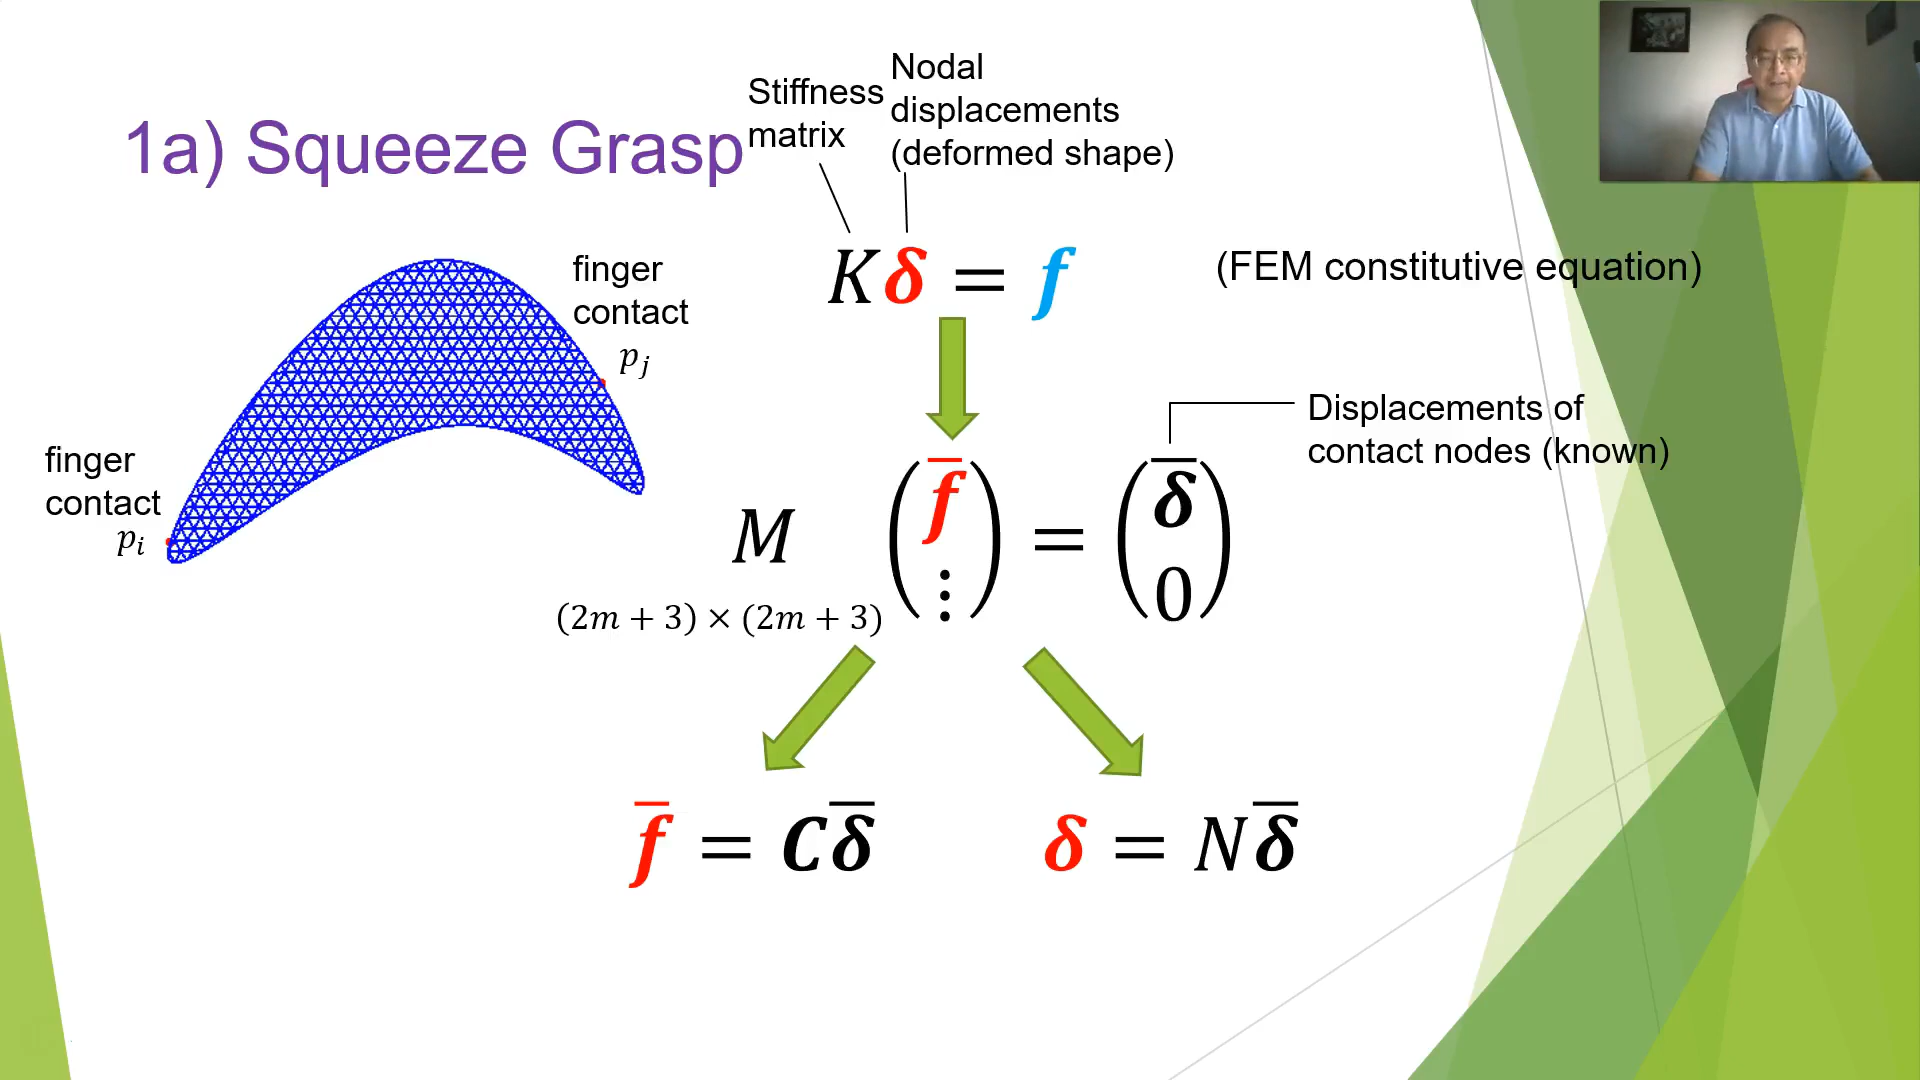 1a) Squeeze Grasp
Stiffness
matrix
Nodal
displacements
(deformed shape)
Kδ = f
(FEM constitutive equation)
finger
contact
p_j
finger
contact
p_i
Displacements of
contact nodes (known)
M (f̅ ⋮) = (δ̅ 0)
(2m + 3) × (2m + 3)
f̅ = Cδ̅
δ = Nδ̅